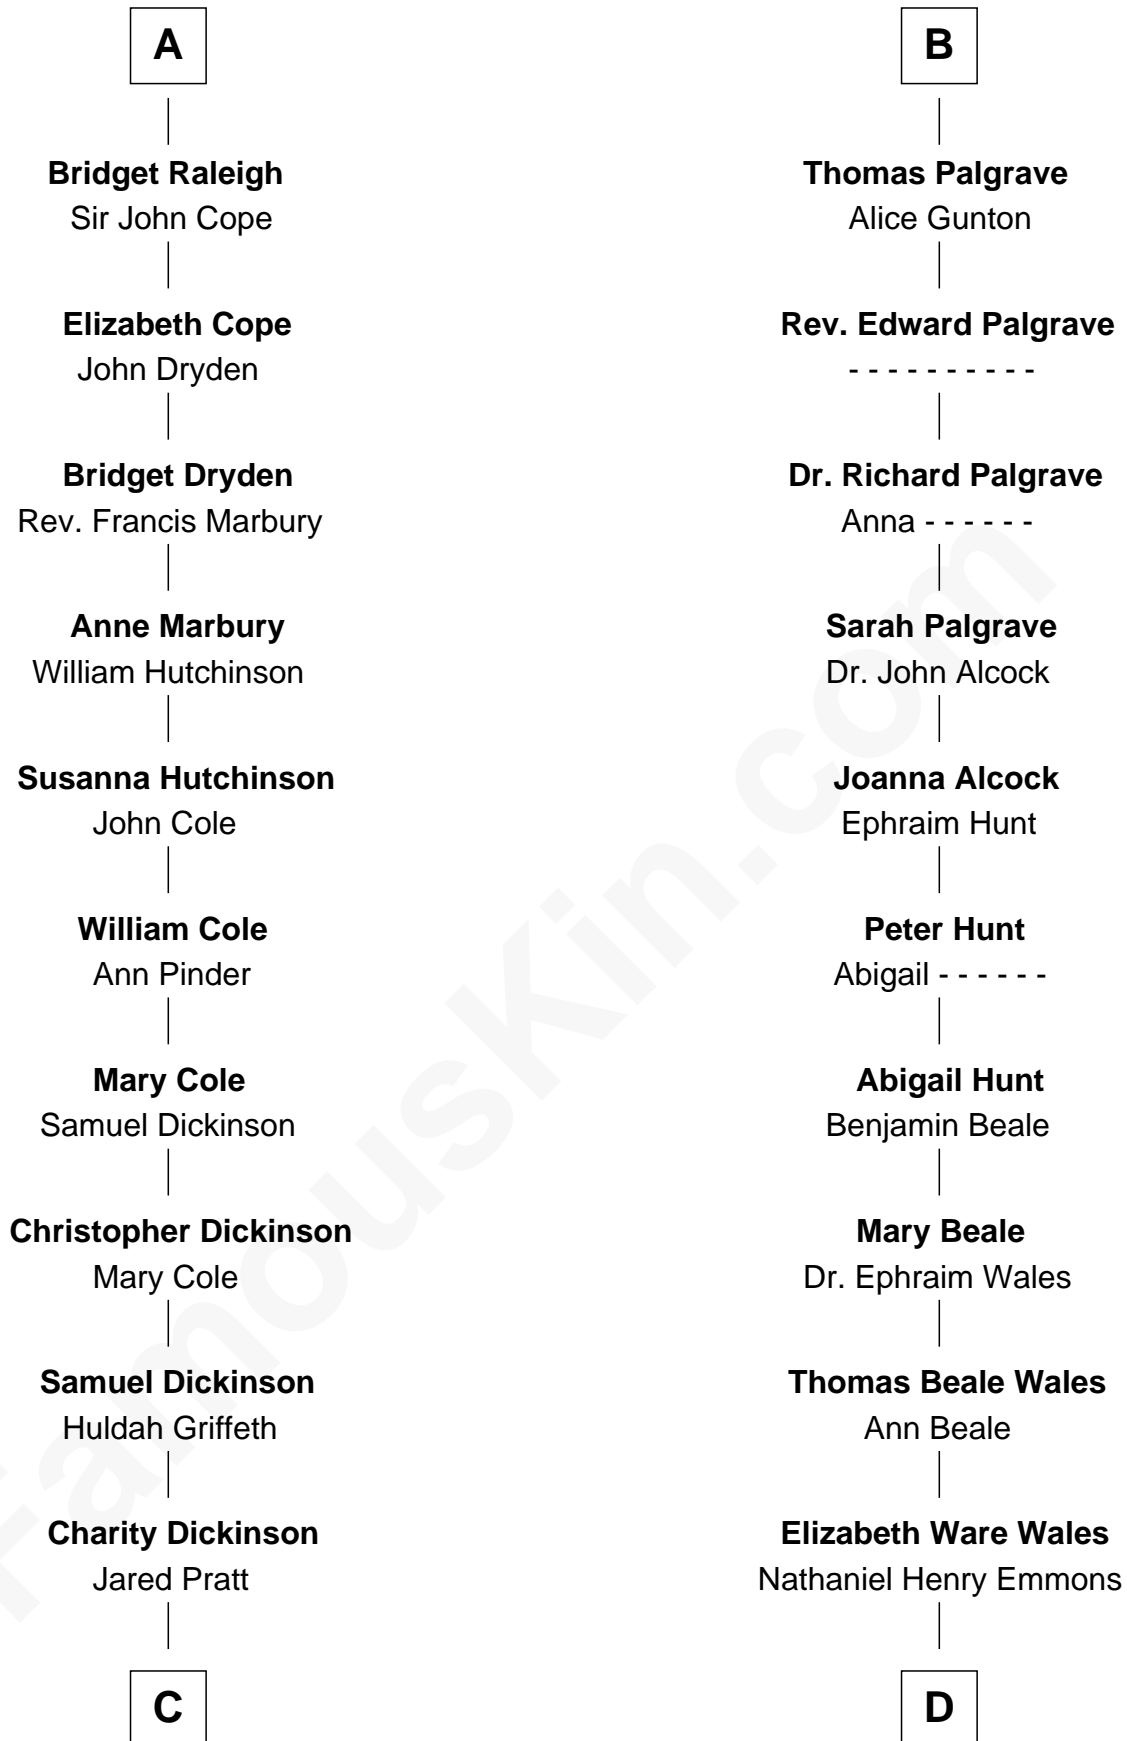 A
Bridget Raleigh
Sir John Cope
Elizabeth Cope
John Dryden
Bridget Dryden
Rev. Francis Marbury
Anne Marbury
William Hutchinson
Susanna Hutchinson
John Cole
William Cole
Ann Pinder
Mary Cole
Samuel Dickinson
Christopher Dickinson
Mary Cole
Samuel Dickinson
Huldah Griffeth
Charity Dickinson
Jared Pratt
C
B
Thomas Palgrave
Alice Gunton
Rev. Edward Palgrave
- - - - - - - - - -
Dr. Richard Palgrave
Anna - - - - - -
Sarah Palgrave
Dr. John Alcock
Joanna Alcock
Ephraim Hunt
Peter Hunt
Abigail - - - - - -
Abigail Hunt
Benjamin Beale
Mary Beale
Dr. Ephraim Wales
Thomas Beale Wales
Ann Beale
Elizabeth Ware Wales
Nathaniel Henry Emmons
D
FamousKin.com